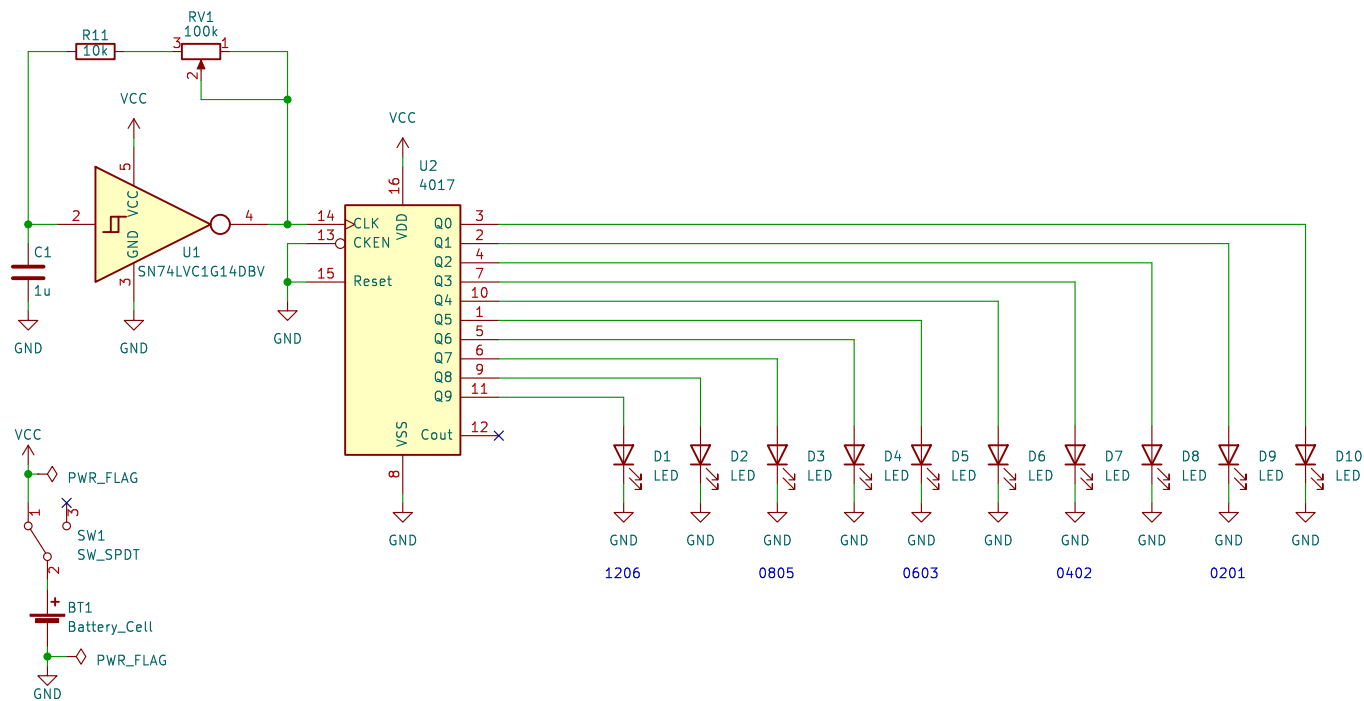 RV1
100k
R11
10k
3
1
2
VCC
5
VCC
2
4
GND
U1
SN74LVC1G14DBV
3
GND
C1
1u
GND
VCC
U2
4017
16
VDD
14
CLK
13
CKEN
15
Reset
GND
Q0
3
Q1
2
Q2
4
Q3
7
Q4
10
Q5
1
Q6
5
Q7
6
Q8
9
Q9
11
Cout
12
VSS
8
GND
D1
LED
D2
LED
D3
LED
D4
LED
D5
LED
D6
LED
D7
LED
D8
LED
D9
LED
D10
LED
GND
GND
GND
GND
GND
GND
GND
GND
GND
GND
1206
0805
0603
0402
0201
VCC
PWR_FLAG
1
3
SW1
SW_SPDT
2
+
BT1
Battery_Cell
PWR_FLAG
GND